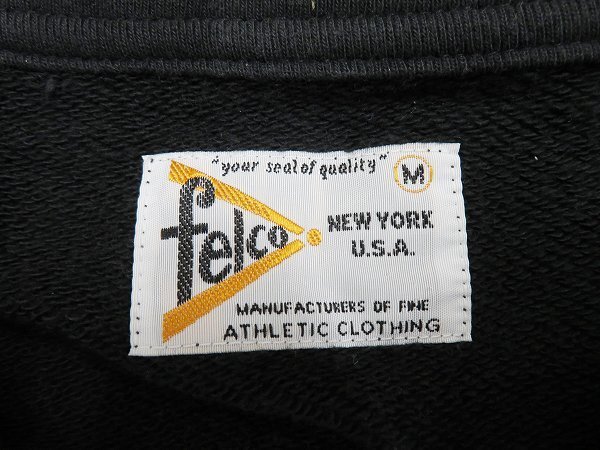 "your seal of quality"
M
felco
NEW YORK
U.S.A.
MANUFACTURERS OF FINE
ATHLETIC CLOTHING